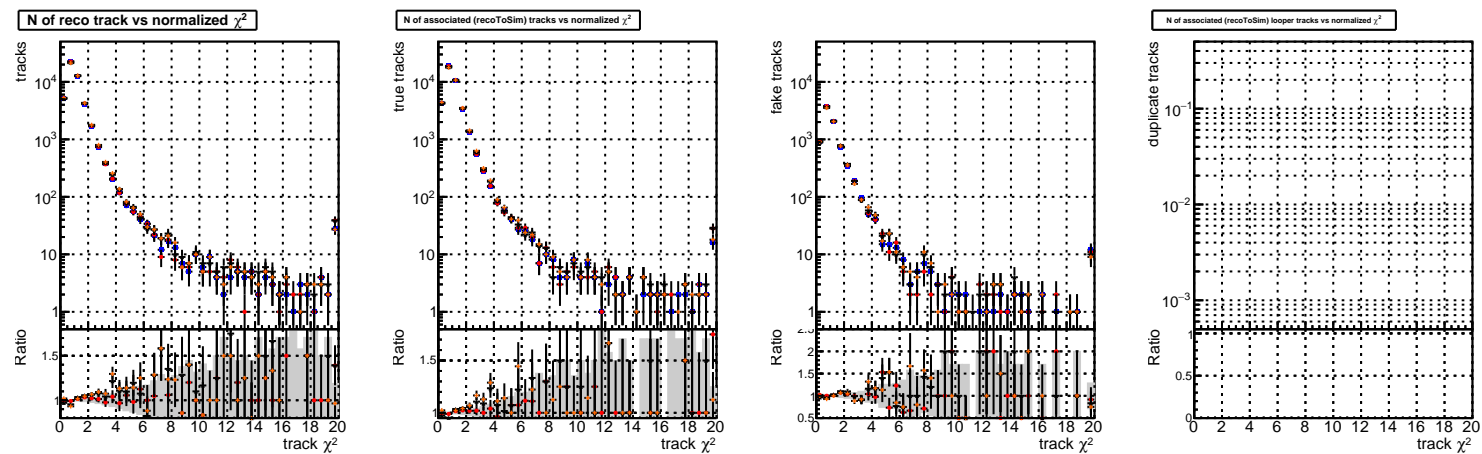 N of reco track vs normalized χ²
tracks
10⁴
10³
10²
10
1
Ratio
1.5
0 2 4 6 8 10 12 14 16 18 20
track χ²
N of associated (recoToSim) tracks vs normalized χ²
true tracks
10⁴
10³
10²
10
1
Ratio
1.5
0 2 4 6 8 10 12 14 16 18 20
track χ²
fake tracks
10⁴
10³
10²
10
1
Ratio
2.5
2
1.5
1
0.5
0 2 4 6 8 10 12 14 16 18 20
track χ²
N of associated (recoToSim) looper tracks vs normalized χ²
duplicate tracks
10⁻¹
10⁻²
10⁻³
Ratio
1
0.5
0
0 2 4 6 8 10 12 14 16 18 20
track χ²